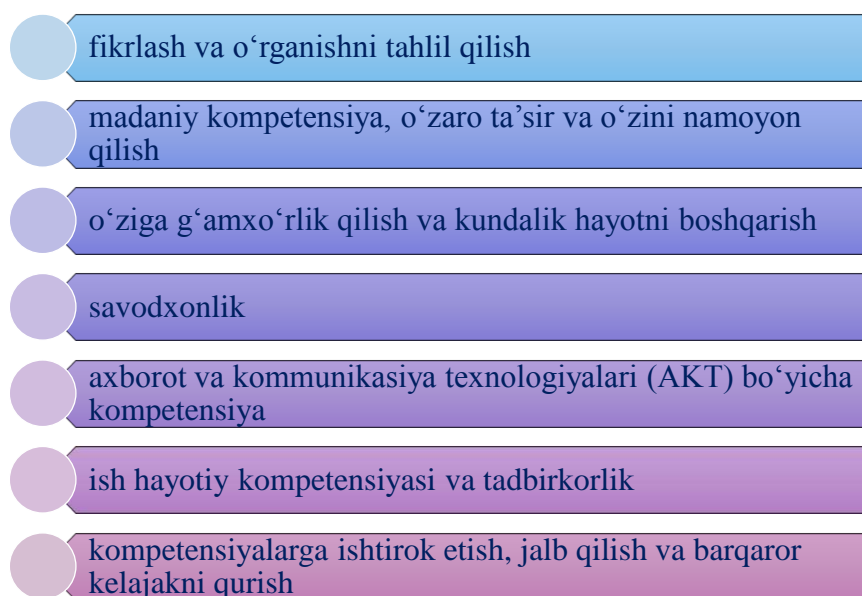 fikrlash va o‘rganishni tahlil qilish
madaniy kompetensiya, o‘zaro ta’sir va o‘zini namoyon
qilish
o‘ziga g‘amxo‘rlik qilish va kundalik hayotni boshqarish
savodxonlik
axborot va kommunikasiya texnologiyalari (AKT) bo‘yicha
kompetensiya
ish hayotiy kompetensiyasi va tadbirkorlik
kompetensiyalarga ishtirok etish, jalb qilish va barqaror
kelajakni qurish